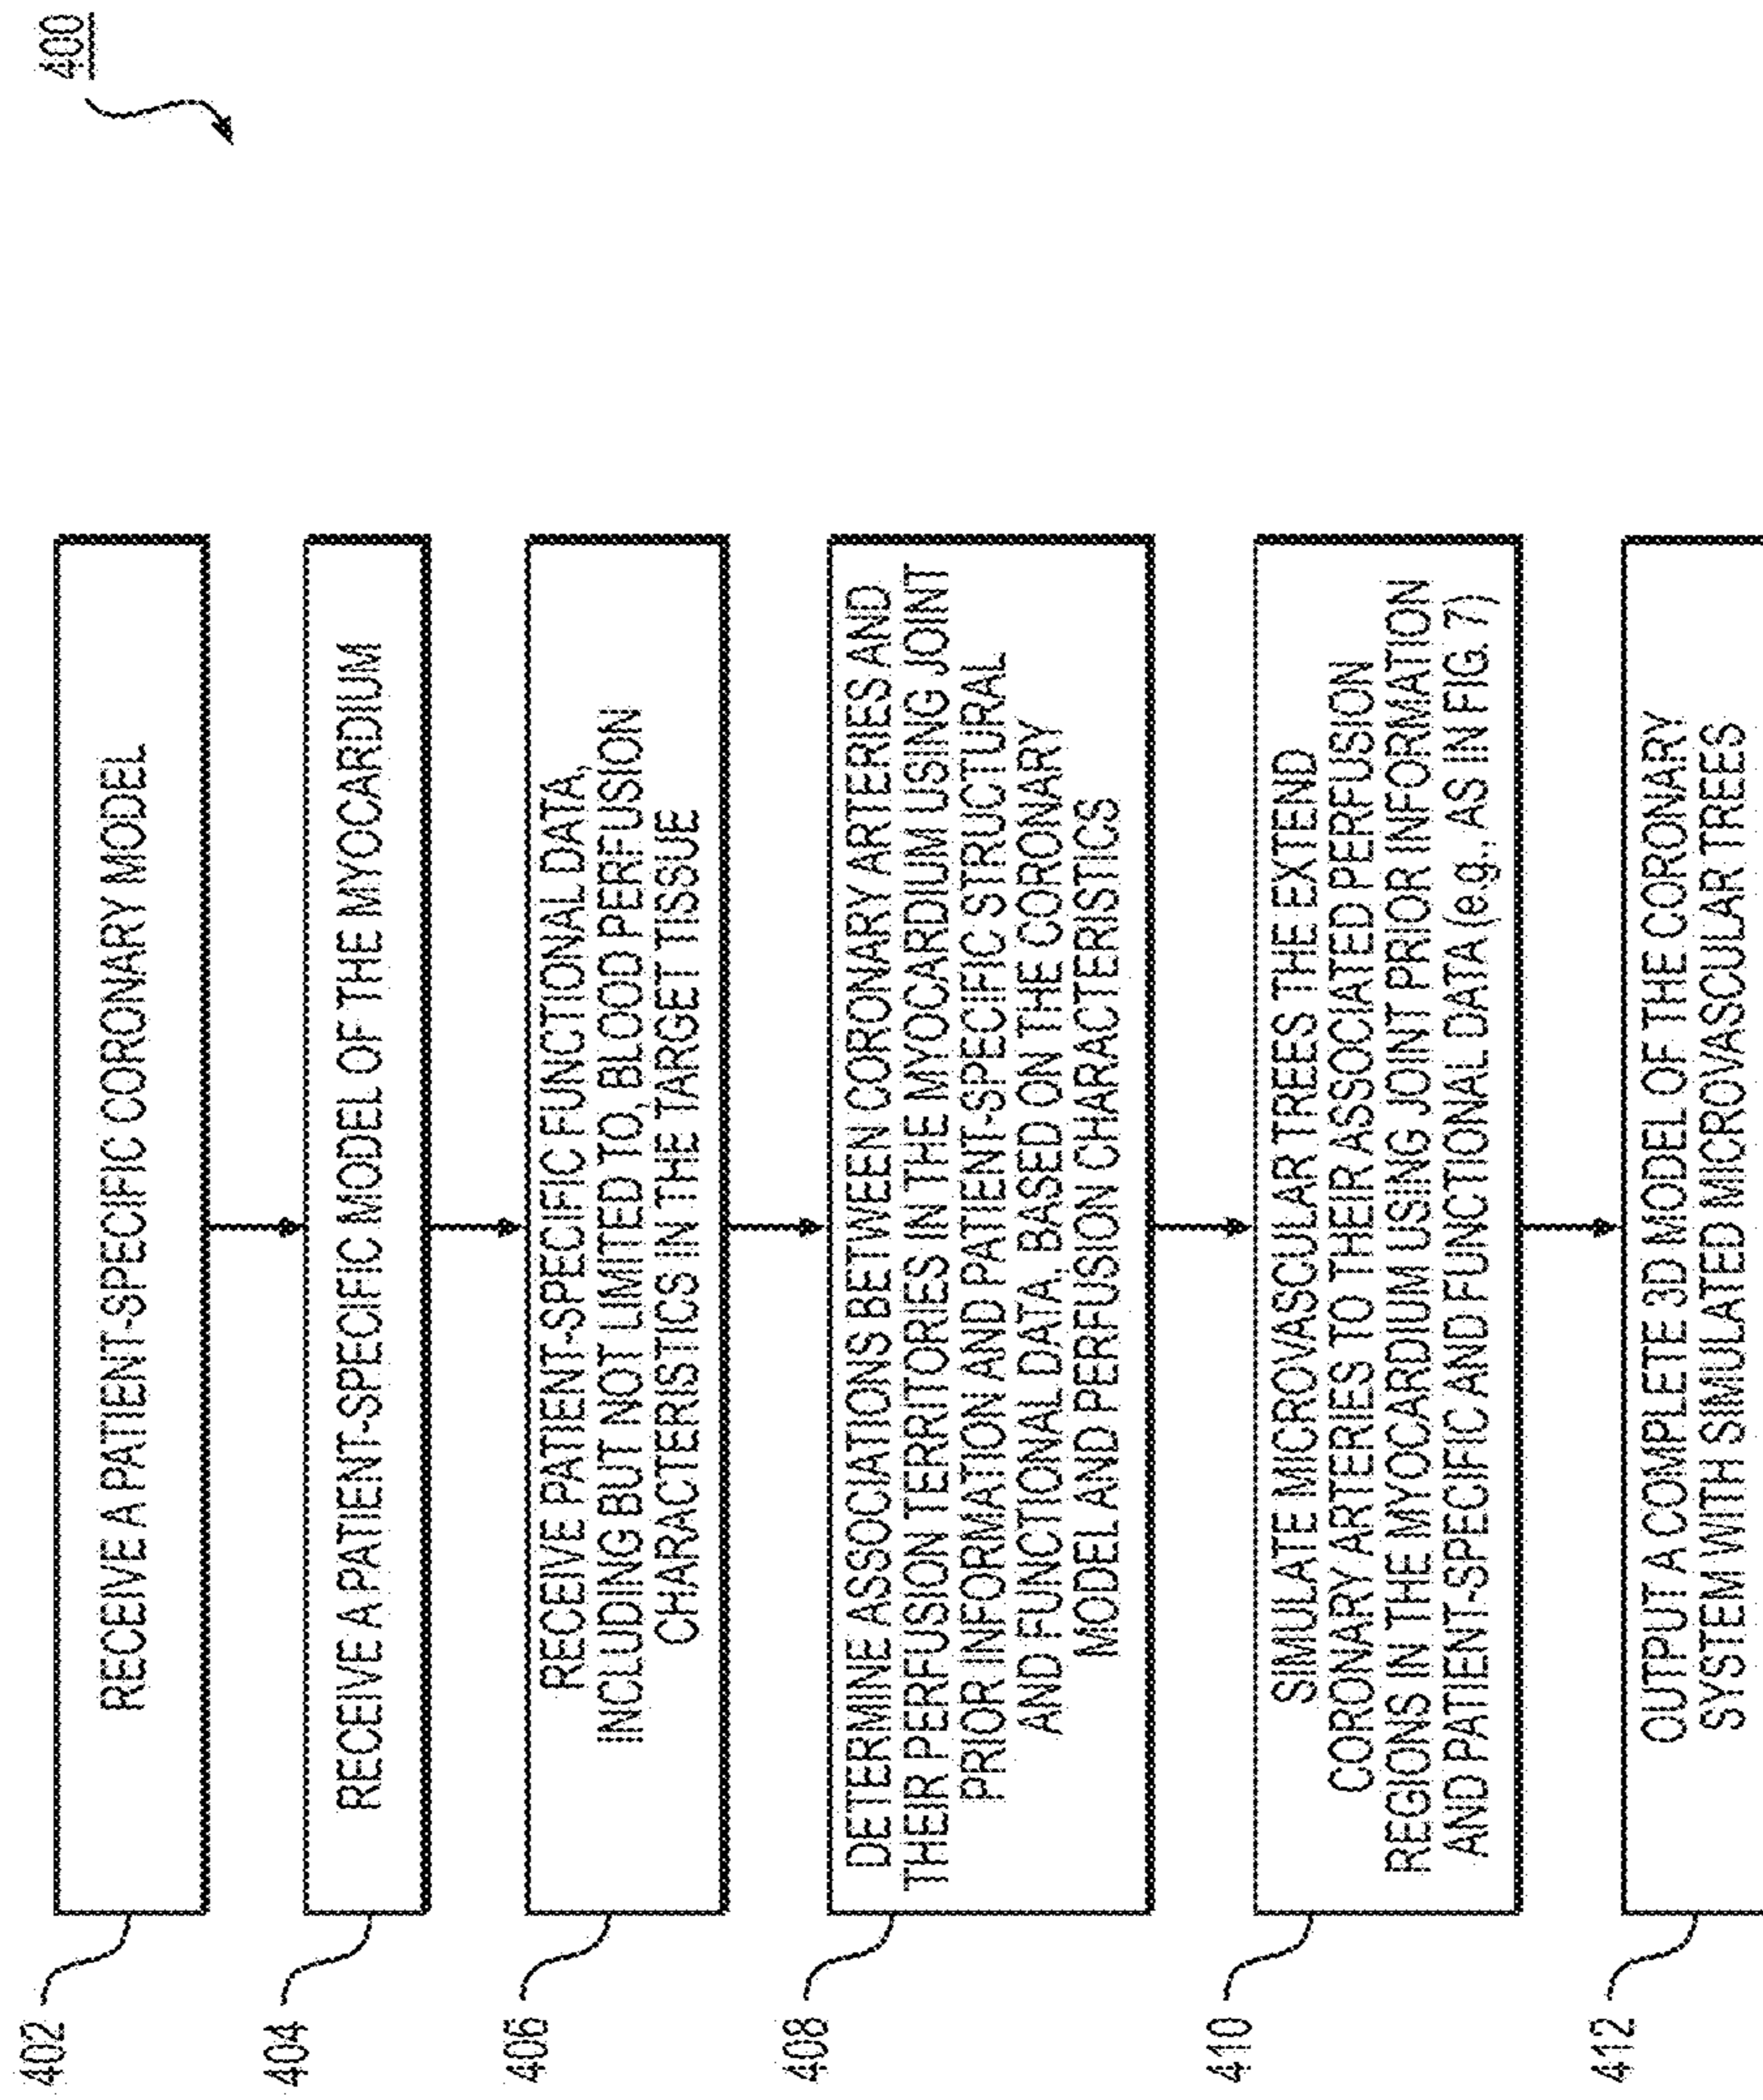 400
402
RECEIVE A PATIENT-SPECIFIC CORONARY MODEL
404
RECEIVE A PATIENT-SPECIFIC MODEL OF THE MYOCARDIUM
406
RECEIVE PATIENT-SPECIFIC FUNCTIONAL DATA,
INCLUDING BUT NOT LIMITED TO, BLOOD PERFUSION
CHARACTERISTICS IN THE TARGET TISSUE
408
DETERMINE ASSOCIATIONS BETWEEN CORONARY ARTERIES AND
THEIR PERFUSION TERRITORIES IN THE MYOCARDIUM USING JOINT
PRIOR INFORMATION AND PATIENT-SPECIFIC STRUCTURAL
AND FUNCTIONAL DATA, BASED ON THE CORONARY
MODEL AND PERFUSION CHARACTERISTICS
410
SIMULATE MICROVASCULAR TREES THE EXTEND
CORONARY ARTERIES TO THEIR ASSOCIATED PERFUSION
REGIONS IN THE MYOCARDIUM USING JOINT PRIOR INFORMATION
AND PATIENT-SPECIFIC AND FUNCTIONAL DATA (e.g., AS IN FIG. 7)
412
OUTPUT A COMPLETE 3D MODEL OF THE CORONARY
SYSTEM WITH SIMULATED MICROVASCULAR TREES